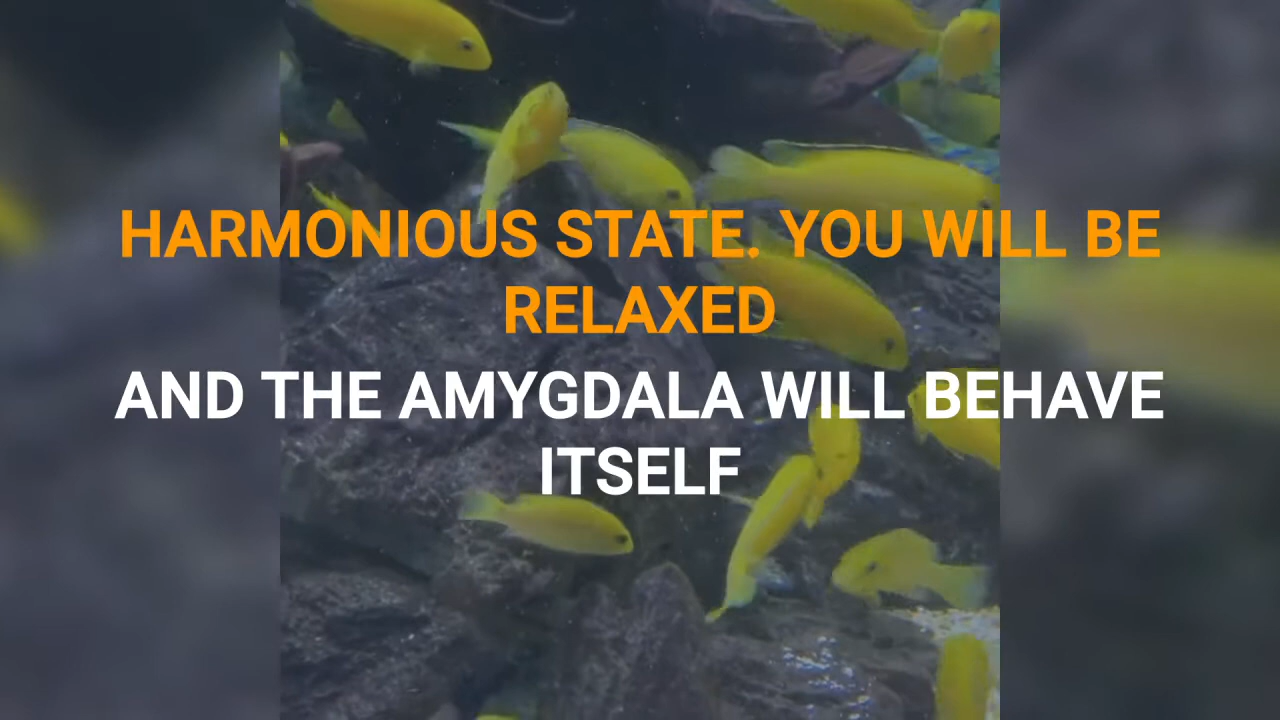 HARMONIOUS STATE. YOU WILL BE
RELAXED
AND THE AMYGDALA WILL BEHAVE
ITSELF